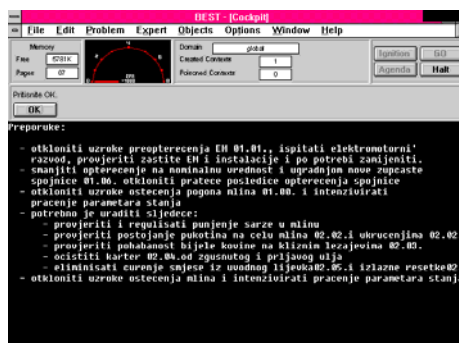 BEST - [Cockpit]
File Edit Problem Expert Objects Options Window Help
Memory
Free 5781K
Pages 07
Domain global
Created Contexts 1
Poisoned Contexts 0
Ignition GO
Agenda Halt
Pritisnite OK.
OK
Preporuke:
- otkloniti uzroke preopterecenja EM 01.01., ispitati elektromotorni'
razvod, provjeriti zastite EM i instalacije i po potrebi zamijeniti.
- smanjiti opterecenje na nominalnu vrednost i ugradnjom nove zupcaste
spojnice 01.06. otkloniti pratece posledice opterecenja spojnice
- otkloniti uzroke ostecenja pogona mlina 01.00. i intenzivirati
pracenje parametara stanja
- potrebno je uraditi sljedece:
- provjeriti i regulisati punjenje sarze u mlinu
- provjeriti postojanje pukotina na celu mlina 02.02.i ukrucenjima 02.02
- provjeriti pohabanost bijele kovine na kliznim lezajevima 02.03.
- ocistiti karter 02.04.od zgusnutog i prljavog ulja
- eliminisati curenje smjese iz uvodnog lijevka02.05.i izlazne resetke02
- otkloniti uzroke ostecenja mlina i intenzivirati pracenje parametara stanj